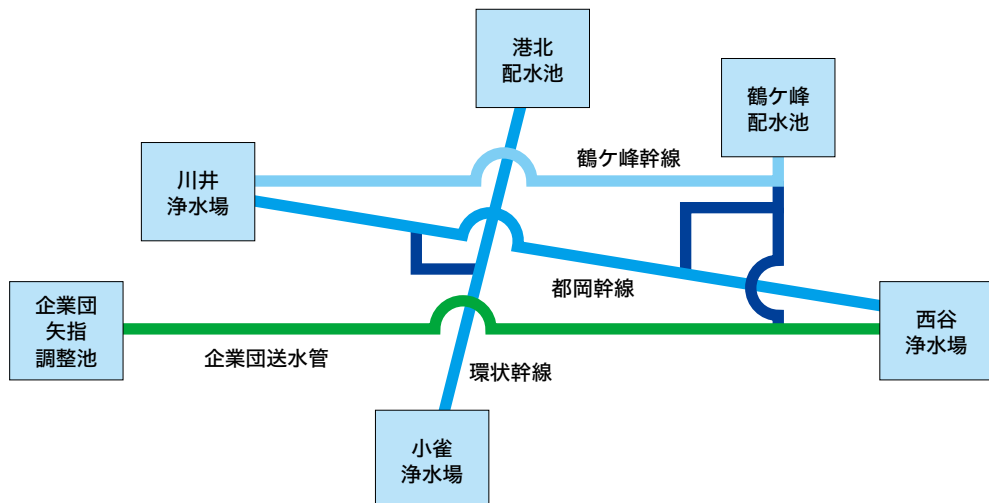 港北
配水池
鶴ケ峰
配水池
鶴ケ峰幹線
川井
浄水場
都岡幹線
企業団
矢指
調整池
西谷
浄水場
企業団送水管
環状幹線
小雀
浄水場